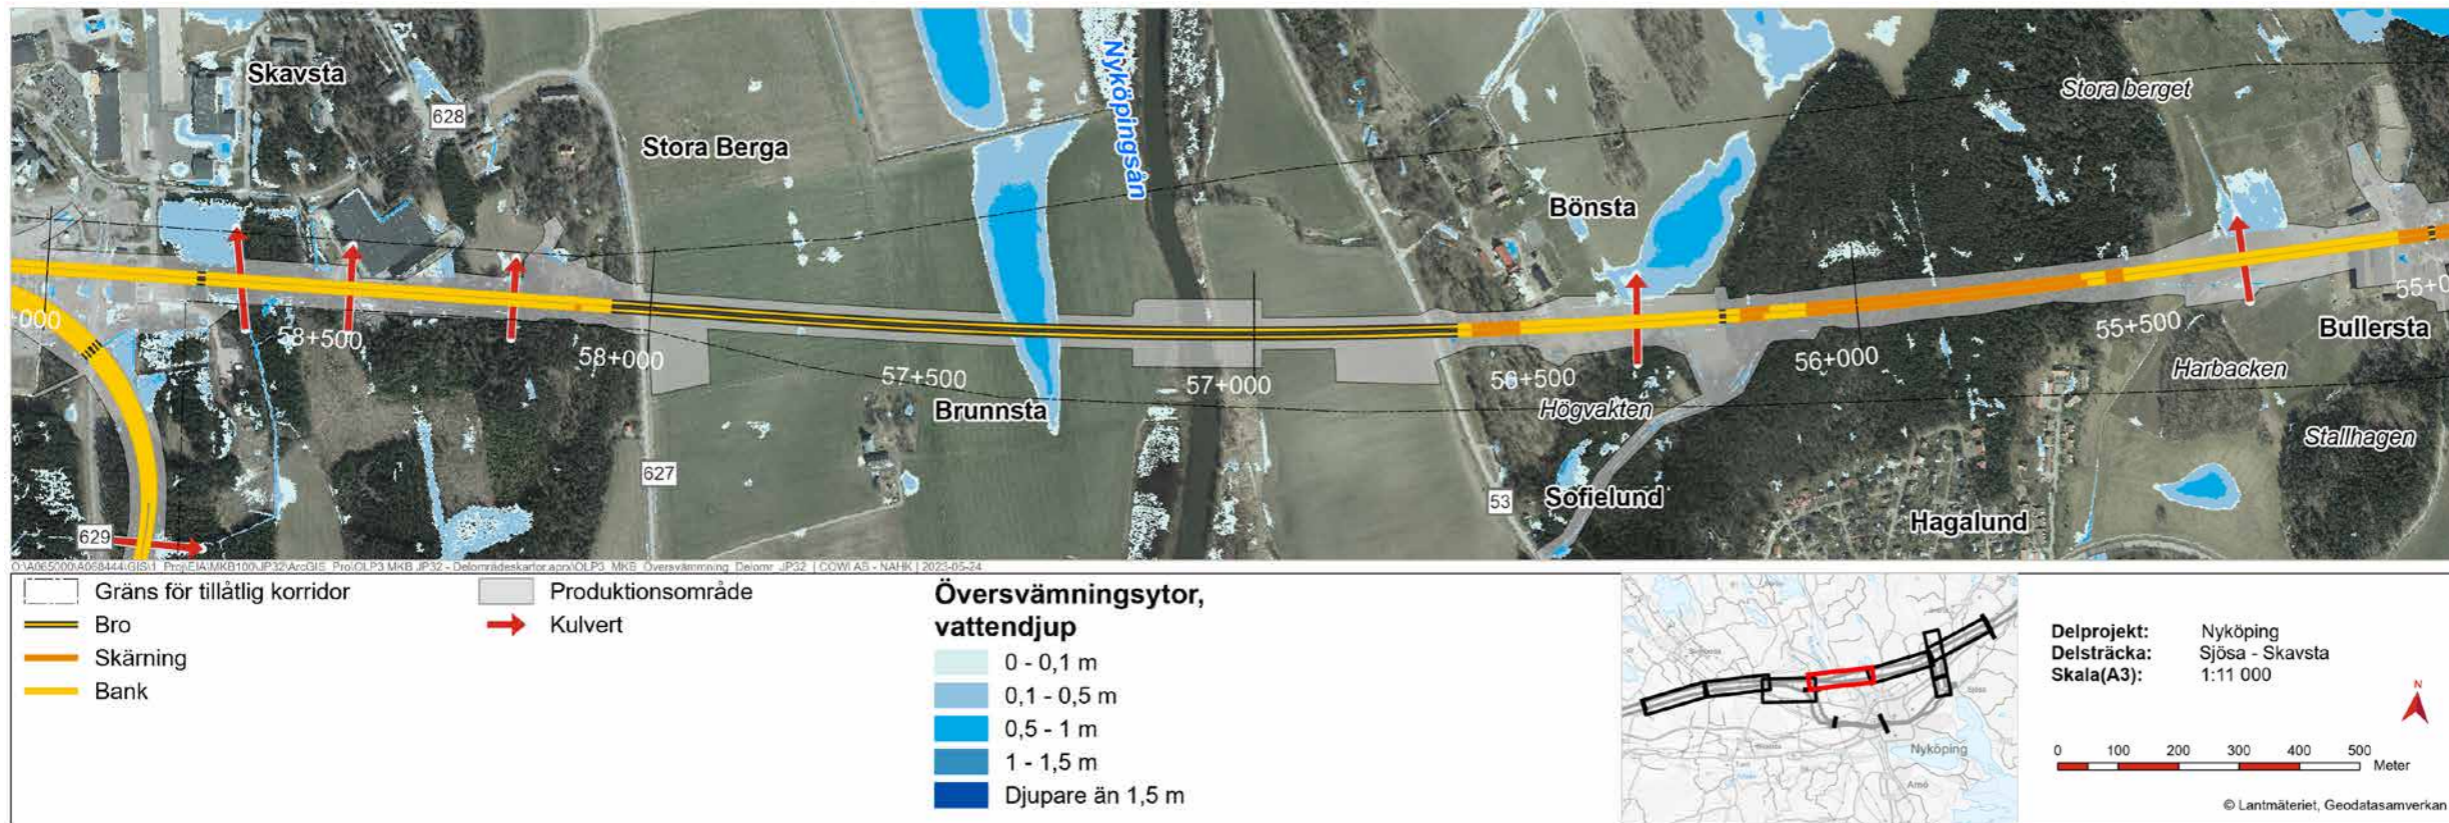 Skavsta
628
Stora Berga
Nyköpingsån
Stora berget
Bönsta
58+500
58+000
57+500
57+000
56+500
56+000
55+500
Bullersta
Brunnsta
Högvakten
Harbacken
Stallhagen
627
53
Sofielund
Hagalund
629
Gräns för tillåtlig korridor
Bro
Skärning
Bank
Produktionsområde
Kulvert
Översvämningsytor,
vattendjup
0 - 0,1 m
0,1 - 0,5 m
0,5 - 1 m
1 - 1,5 m
Djupare än 1,5 m
Nyköping
Arnö
Delprojekt: Nyköping
Delsträcka: Sjösa - Skavsta
Skala(A3): 1:11 000
N
0 100 200 300 400 500
Meter
© Lantmäteriet, Geodatasamverkan